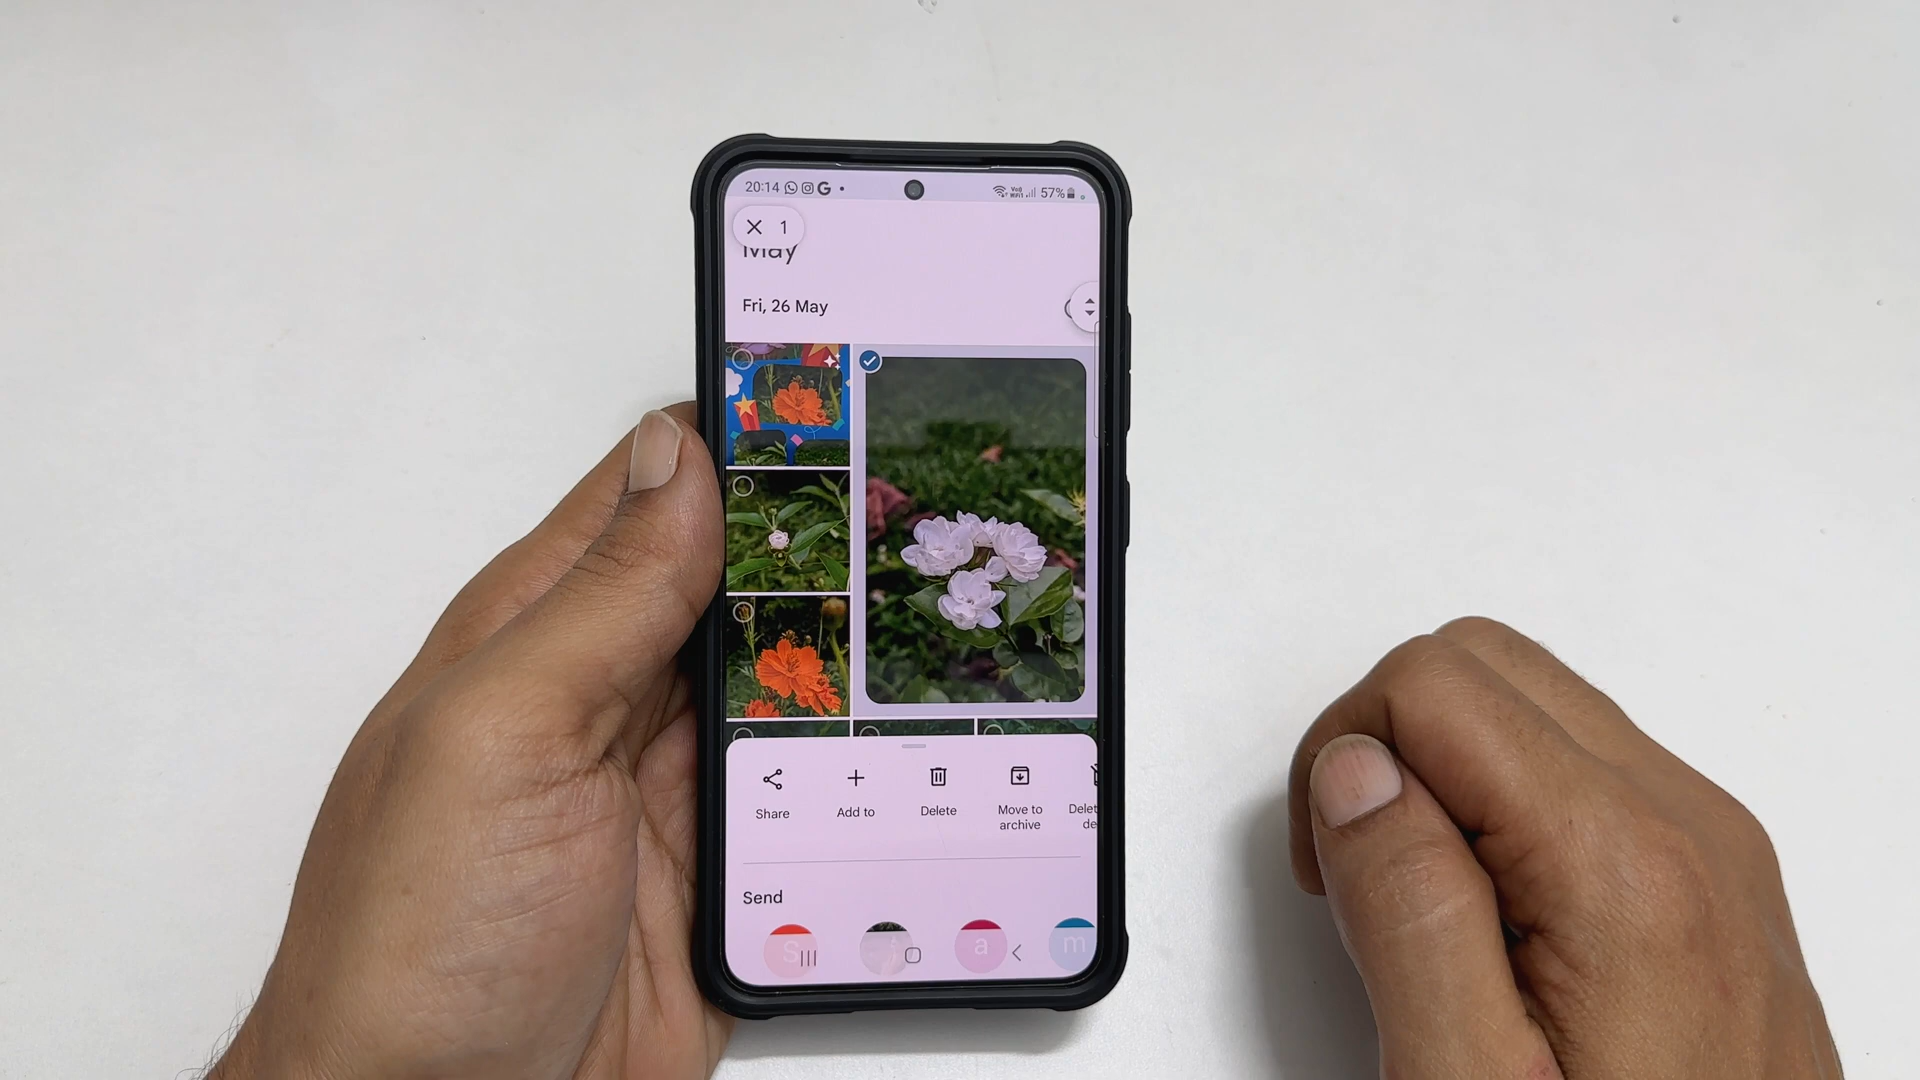 20:14 57%
1
May
Fri, 26 May
Share
Add to
Delete
Move to
archive
Send
S a m